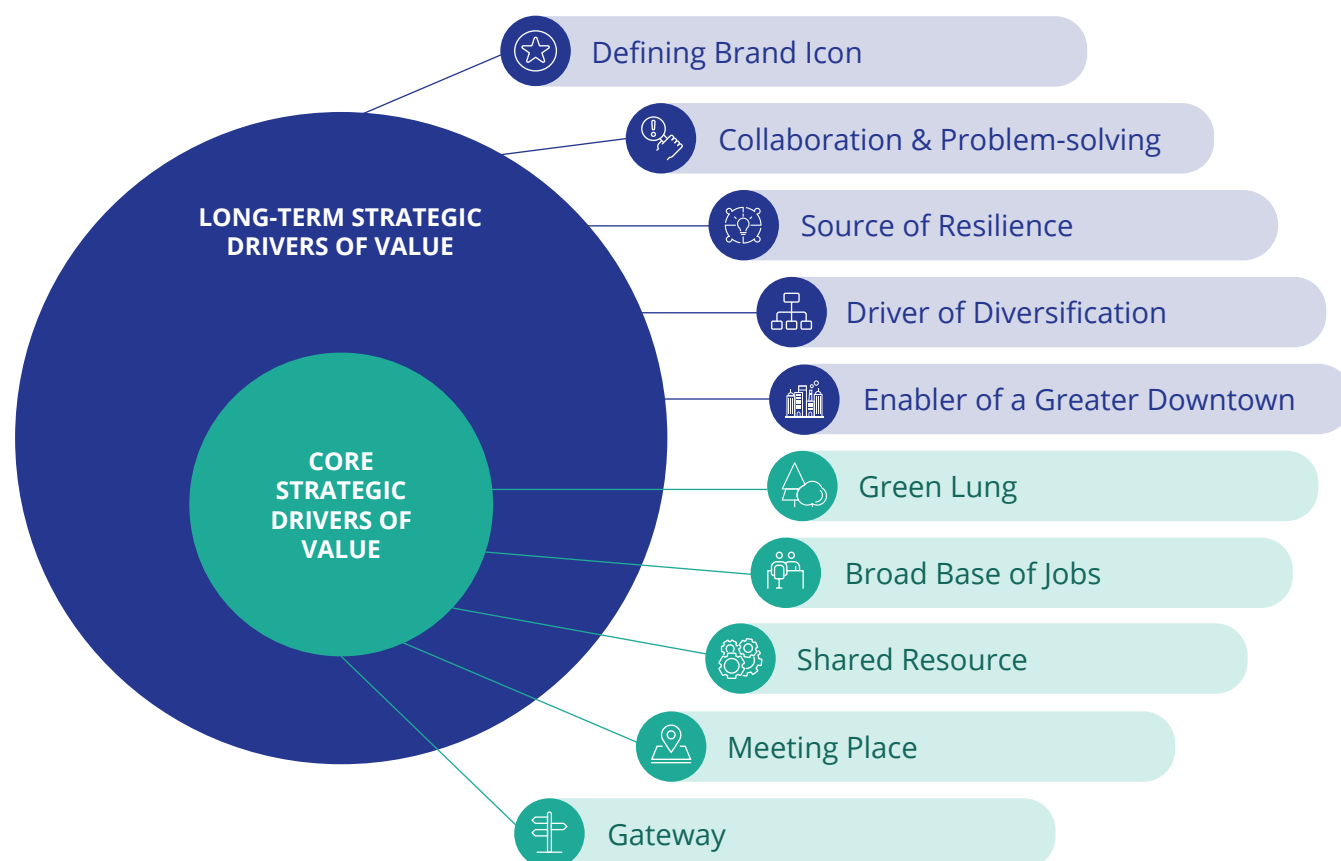 Defining Brand Icon
Collaboration & Problem-solving
LONG-TERM STRATEGIC
DRIVERS OF VALUE
Source of Resilience
Driver of Diversification
Enabler of a Greater Downtown
CORE
STRATEGIC
DRIVERS OF
VALUE
Green Lung
Broad Base of Jobs
Shared Resource
Meeting Place
Gateway